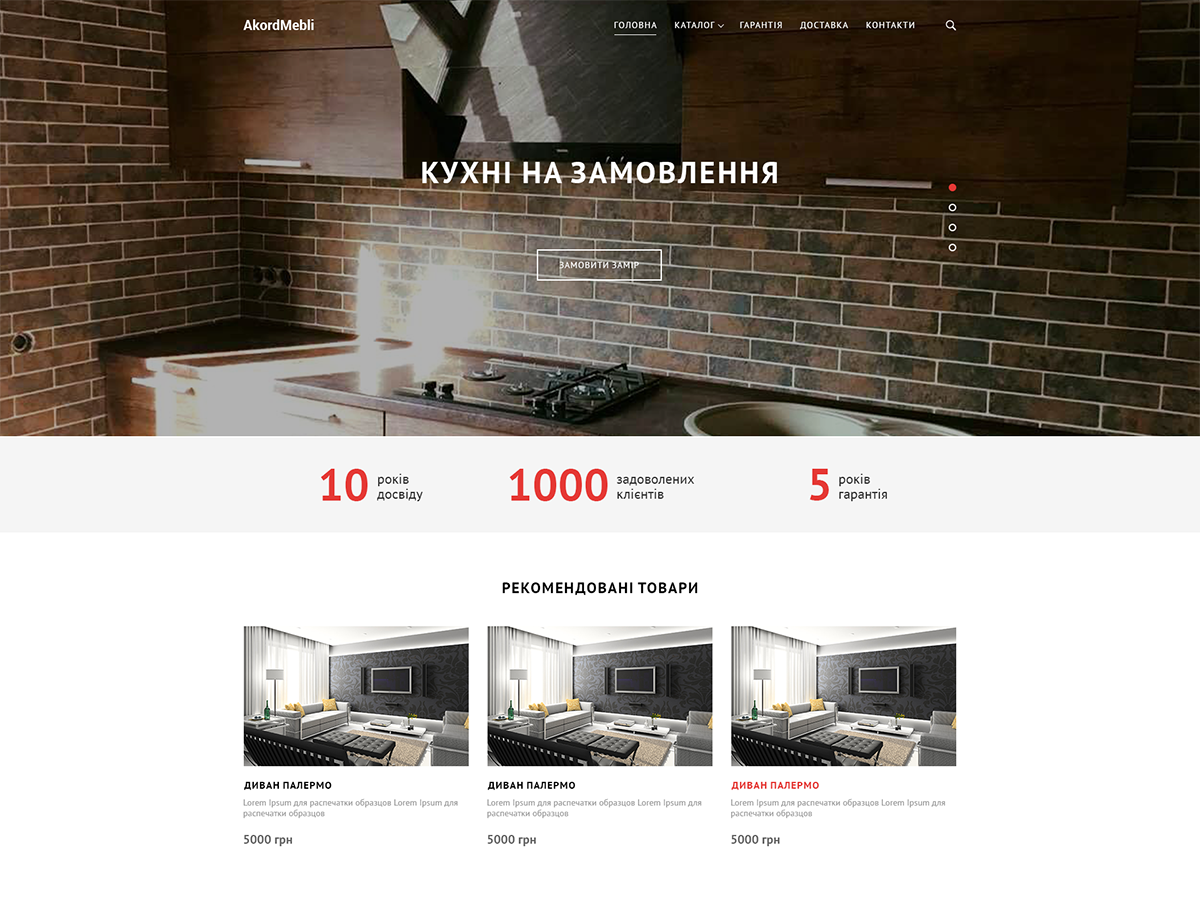 AkordMebli
ГОЛОВНА КАТАЛОГ ГАРАНТІЯ ДОСТАВКА КОНТАКТИ
КУХНІ НА ЗАМОВЛЕННЯ
ЗАМОВИТИ ЗАМІР
10 років
досвіду
1000 задоволених
клієнтів
5 років
гарантія
РЕКОМЕНДОВАНІ ТОВАРИ
ДИВАН ПАЛЕРМО
Lorem Ipsum для распечатки образцов Lorem Ipsum для
распечатки образцов
5000 грн
ДИВАН ПАЛЕРМО
Lorem Ipsum для распечатки образцов Lorem Ipsum для
распечатки образцов
5000 грн
ДИВАН ПАЛЕРМО
Lorem Ipsum для распечатки образцов Lorem Ipsum для
распечатки образцов
5000 грн